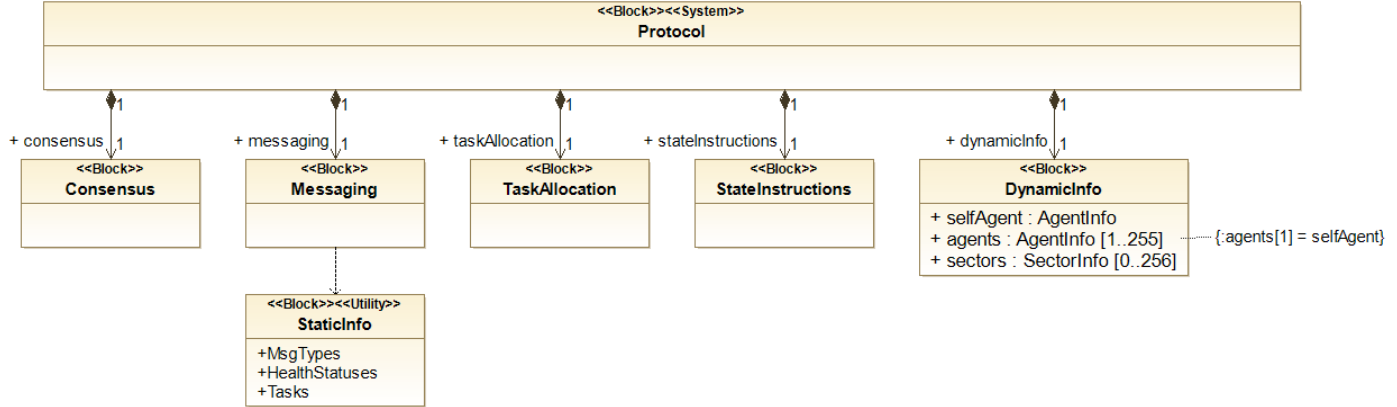 <<Block>><<System>>
Protocol
1
1
1
1
1
+ consensus
1
+ messaging
1
+ taskAllocation
1
+ stateInstructions
1
+ dynamicInfo
1
<<Block>>
Consensus
<<Block>>
Messaging
<<Block>>
TaskAllocation
<<Block>>
StateInstructions
<<Block>>
DynamicInfo
+ selfAgent : AgentInfo
+ agents : AgentInfo [1..255]
+ sectors : SectorInfo [0..256]
{:agents[1] = selfAgent}
<<Block>><<Utility>>
StaticInfo
+MsgTypes
+HealthStatuses
+Tasks